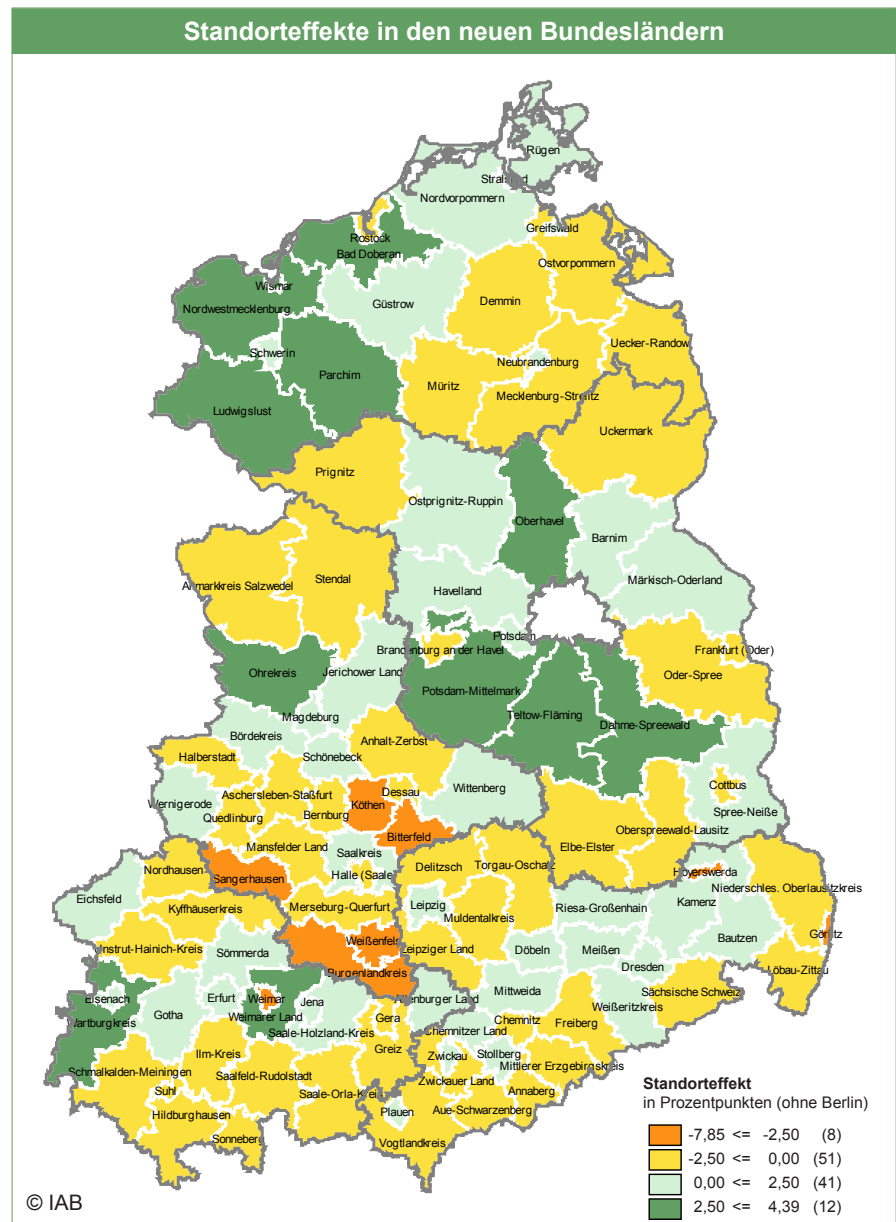 Standorteffekte in den neuen Bundesländern
Rügen
Stralsund
Nordvorpommern
Greifswald
Rostock
Bad Doberan
Ostvorpommern
Wismar
Nordwestmecklenburg
Güstrow
Demmin
Uecker-Randow
Schwerin
Neubrandenburg
Parchim
Müritz
Mecklenburg-Strelitz
Ludwigslust
Uckermark
Prignitz
Ostprignitz-Ruppin
Oberhavel
Barnim
Stendal
Altmarkkreis Salzwedel
Märkisch-Oderland
Havelland
Potsdam
Brandenburg an der Havel
Frankfurt (Oder)
Ohrekreis
Jerichower Land
Oder-Spree
Potsdam-Mittelmark
Teltow-Fläming
Magdeburg
Dahme-Spreewald
Bördekreis
Anhalt-Zerbst
Schönebeck
Halberstadt
Wittenberg
Cottbus
Aschersleben-Staßfurt
Dessau
Wernigerode
Köthen
Spree-Neiße
Quedlinburg
Bernburg
Oberspreewald-Lausitz
Bitterfeld
Mansfelder Land
Elbe-Elster
Saalkreis
Delitzsch
Torgau-Oschatz
Nordhausen
Halle (Saale)
Hoyerswerda
Sangerhausen
Niederschles. Oberlausitzkreis
Eichsfeld
Leipzig
Kamenz
Merseburg-Querfurt
Riesa-Großenhain
Kyffhäuserkreis
Muldentalkreis
Görlitz
Bautzen
Weißenfels
Unstrut-Hainich-Kreis
Leipziger Land
Döbeln
Meißen
Sömmerda
Dresden
Burgenlandkreis
Löbau-Zittau
Sächsische Schweiz
Mittweida
Eisenach
Erfurt
Weimar
Jena
Altenburger Land
Weißeritzkreis
Gotha
Weimarer Land
Gera
Chemnitz
Freiberg
Wartburgkreis
Saale-Holzland-Kreis
Chemnitzer Land
Greiz
Ilm-Kreis
Zwickau
Stollberg
Mittlerer Erzgebirgskreis
Schmalkalden-Meiningen
Saalfeld-Rudolstadt
Zwickauer Land
Suhl
Saale-Orla-Kreis
Annaberg
Plauen
Aue-Schwarzenberg
Hildburghausen
Sonneberg
Vogtlandkreis
Standorteffekt
in Prozentpunkten (ohne Berlin)
-7,85 <= -2,50 (8)
-2,50 <= 0,00 (51)
0,00 <= 2,50 (41)
2,50 <= 4,39 (12)
© IAB